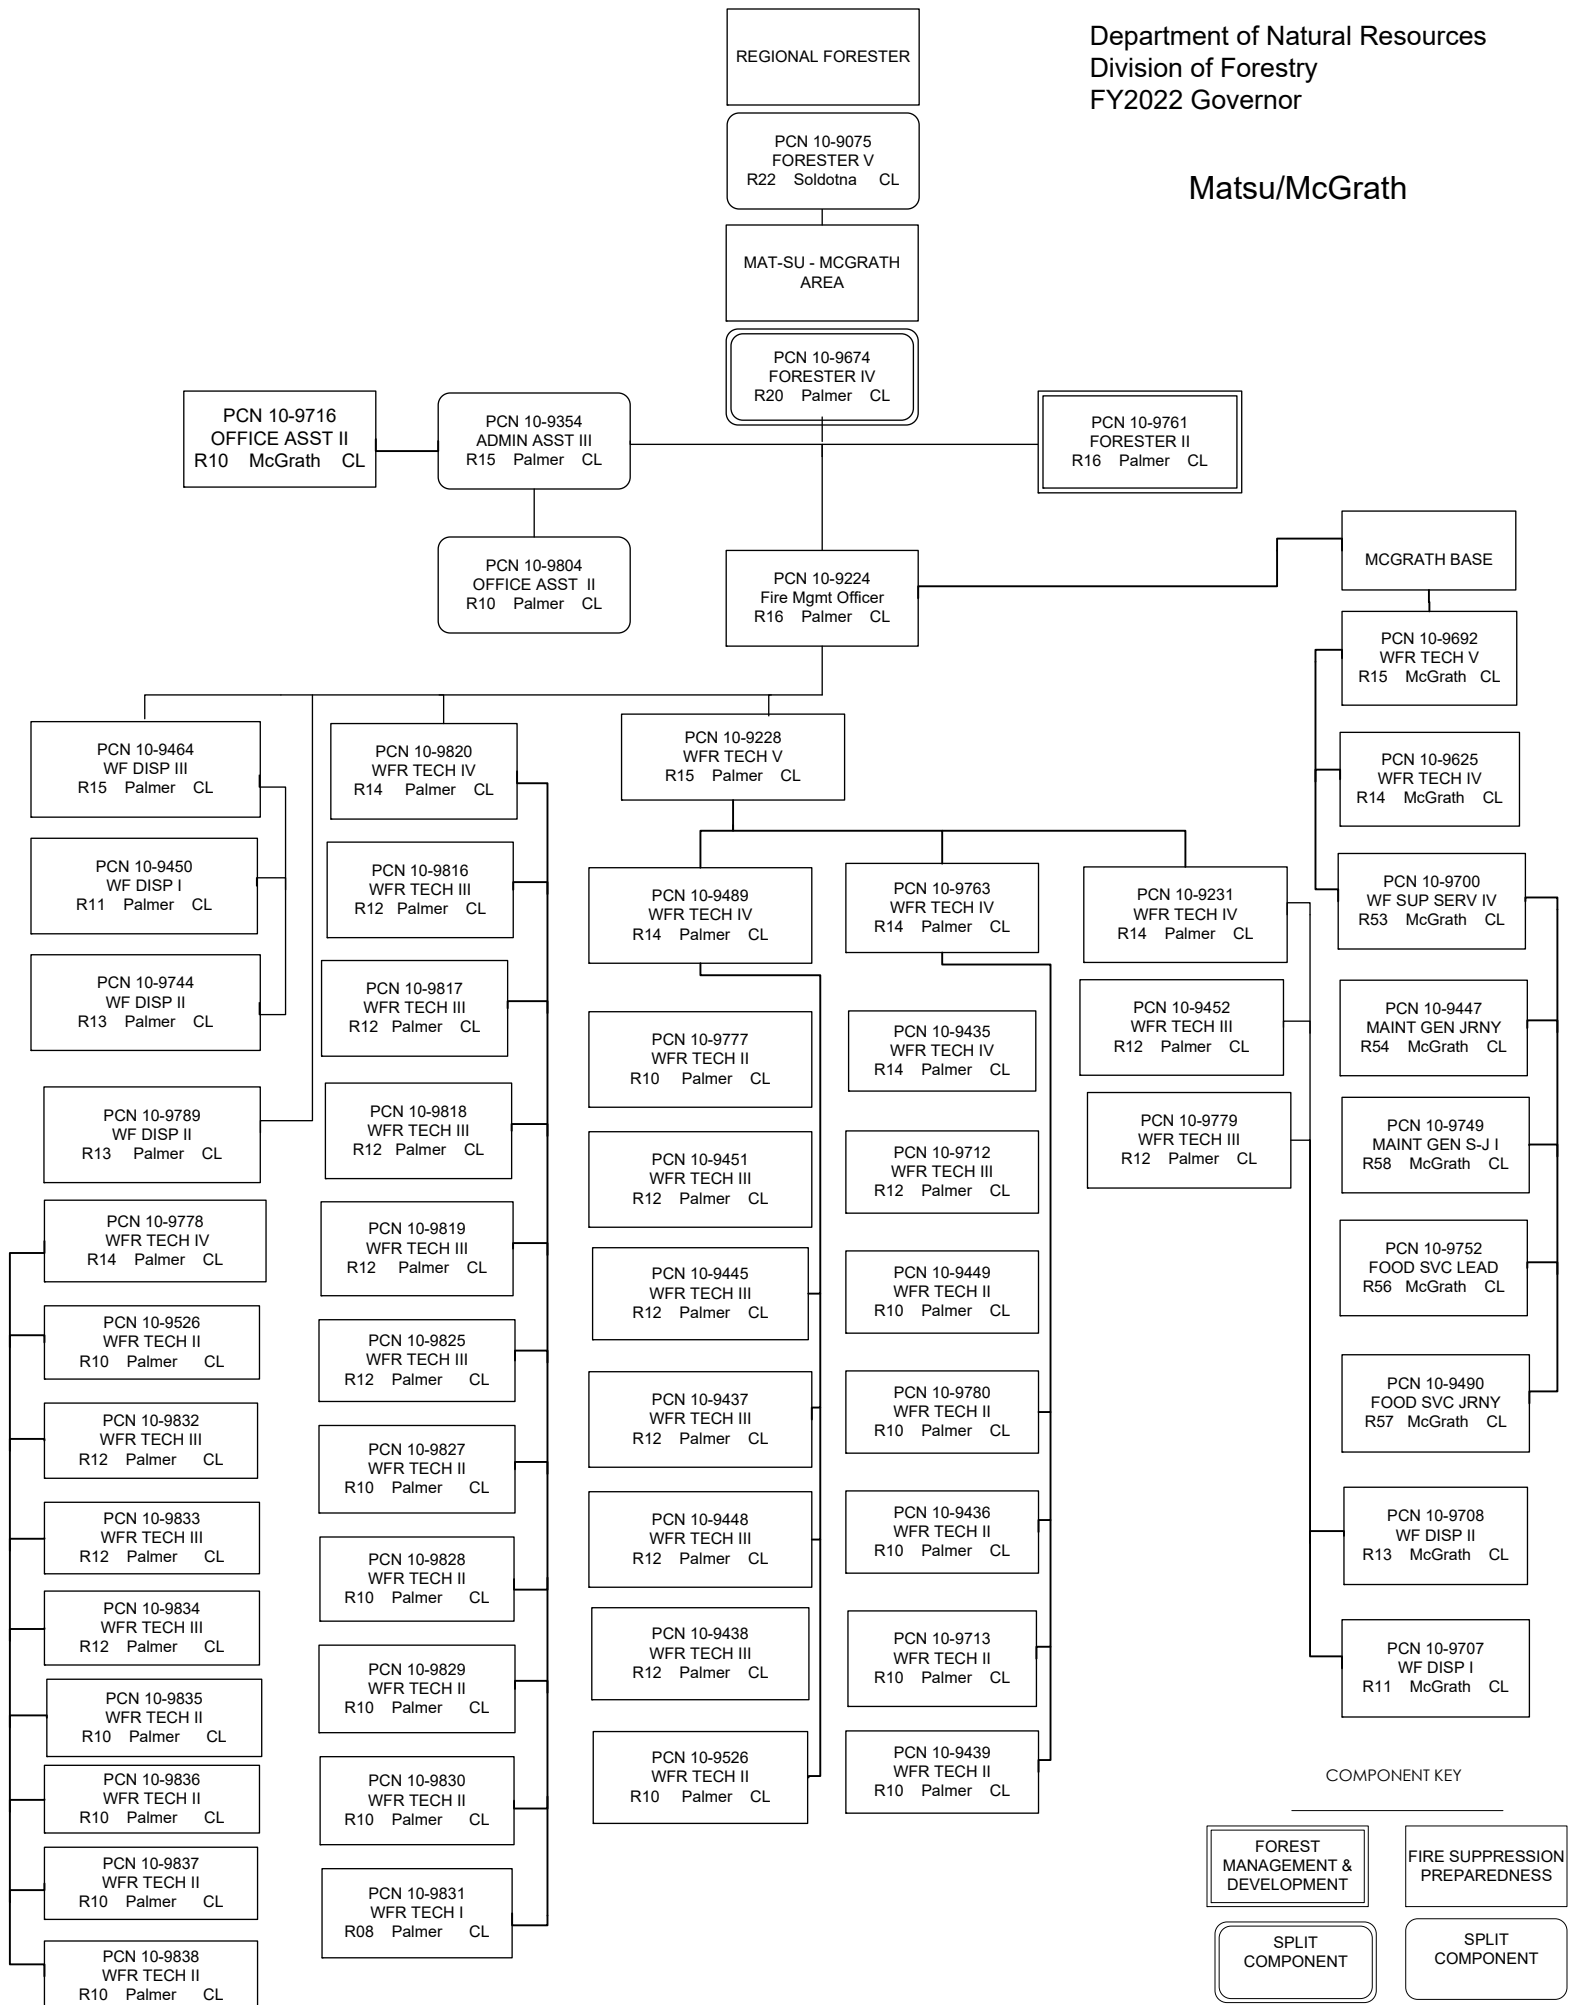 Department of Natural Resources
Division of Forestry
FY2022 Governor
Matsu/McGrath
REGIONAL FORESTER
PCN 10-9075
FORESTER V
R22 Soldotna CL
MAT-SU - MCGRATH
AREA
PCN 10-9674
FORESTER IV
R20 Palmer CL
PCN 10-9716
OFFICE ASST II
R10 McGrath CL
PCN 10-9354
ADMIN ASST III
R15 Palmer CL
PCN 10-9761
FORESTER II
R16 Palmer CL
PCN 10-9804
OFFICE ASST II
R10 Palmer CL
PCN 10-9224
Fire Mgmt Officer
R16 Palmer CL
MCGRATH BASE
PCN 10-9692
WFR TECH V
R15 McGrath CL
PCN 10-9625
WFR TECH IV
R14 McGrath CL
PCN 10-9700
WF SUP SERV IV
R53 McGrath CL
PCN 10-9447
MAINT GEN JRNY
R54 McGrath CL
PCN 10-9749
MAINT GEN S-J I
R58 McGrath CL
PCN 10-9752
FOOD SVC LEAD
R56 McGrath CL
PCN 10-9490
FOOD SVC JRNY
R57 McGrath CL
PCN 10-9708
WF DISP II
R13 McGrath CL
PCN 10-9707
WF DISP I
R11 McGrath CL
PCN 10-9464
WF DISP III
R15 Palmer CL
PCN 10-9450
WF DISP I
R11 Palmer CL
PCN 10-9744
WF DISP II
R13 Palmer CL
PCN 10-9789
WF DISP II
R13 Palmer CL
PCN 10-9778
WFR TECH IV
R14 Palmer CL
PCN 10-9526
WFR TECH II
R10 Palmer CL
PCN 10-9832
WFR TECH III
R12 Palmer CL
PCN 10-9833
WFR TECH III
R12 Palmer CL
PCN 10-9834
WFR TECH III
R12 Palmer CL
PCN 10-9835
WFR TECH II
R10 Palmer CL
PCN 10-9836
WFR TECH II
R10 Palmer CL
PCN 10-9837
WFR TECH II
R10 Palmer CL
PCN 10-9838
WFR TECH II
R10 Palmer CL
PCN 10-9820
WFR TECH IV
R14 Palmer CL
PCN 10-9816
WFR TECH III
R12 Palmer CL
PCN 10-9817
WFR TECH III
R12 Palmer CL
PCN 10-9818
WFR TECH III
R12 Palmer CL
PCN 10-9819
WFR TECH III
R12 Palmer CL
PCN 10-9825
WFR TECH III
R12 Palmer CL
PCN 10-9827
WFR TECH II
R10 Palmer CL
PCN 10-9828
WFR TECH II
R10 Palmer CL
PCN 10-9829
WFR TECH II
R10 Palmer CL
PCN 10-9830
WFR TECH II
R10 Palmer CL
PCN 10-9831
WFR TECH I
R08 Palmer CL
PCN 10-9228
WFR TECH V
R15 Palmer CL
PCN 10-9489
WFR TECH IV
R14 Palmer CL
PCN 10-9777
WFR TECH II
R10 Palmer CL
PCN 10-9451
WFR TECH III
R12 Palmer CL
PCN 10-9445
WFR TECH III
R12 Palmer CL
PCN 10-9437
WFR TECH III
R12 Palmer CL
PCN 10-9448
WFR TECH III
R12 Palmer CL
PCN 10-9438
WFR TECH III
R12 Palmer CL
PCN 10-9526
WFR TECH II
R10 Palmer CL
PCN 10-9763
WFR TECH IV
R14 Palmer CL
PCN 10-9435
WFR TECH IV
R14 Palmer CL
PCN 10-9712
WFR TECH III
R12 Palmer CL
PCN 10-9449
WFR TECH II
R10 Palmer CL
PCN 10-9780
WFR TECH II
R10 Palmer CL
PCN 10-9436
WFR TECH II
R10 Palmer CL
PCN 10-9713
WFR TECH II
R10 Palmer CL
PCN 10-9439
WFR TECH II
R10 Palmer CL
PCN 10-9231
WFR TECH IV
R14 Palmer CL
PCN 10-9452
WFR TECH III
R12 Palmer CL
PCN 10-9779
WFR TECH III
R12 Palmer CL
COMPONENT KEY
FOREST
MANAGEMENT &
DEVELOPMENT
FIRE SUPPRESSION
PREPAREDNESS
SPLIT
COMPONENT
SPLIT
COMPONENT